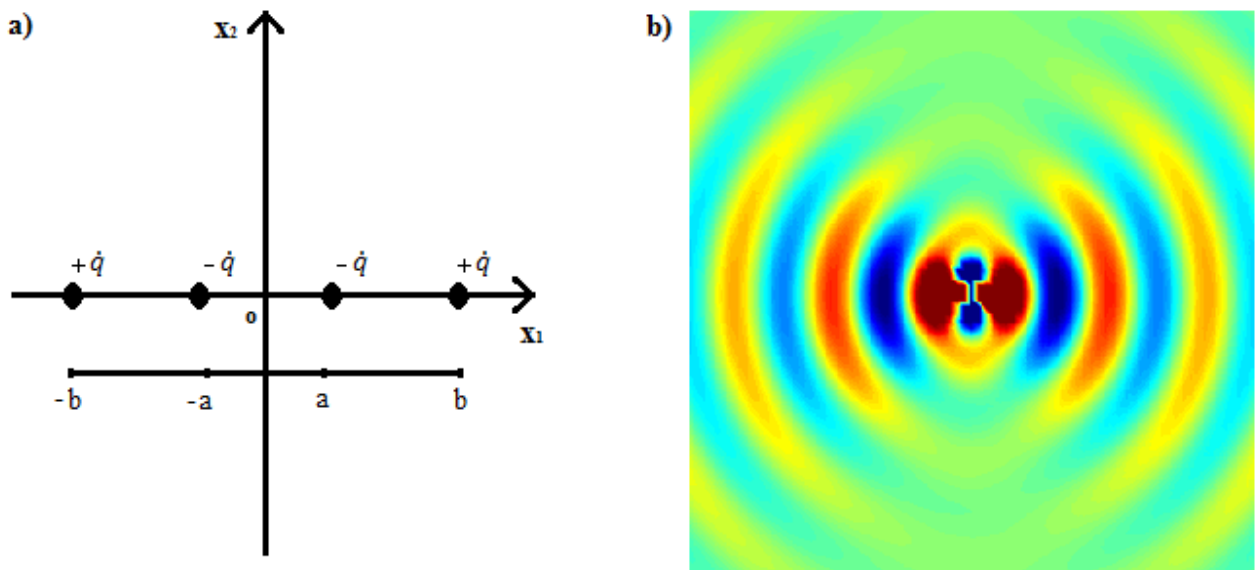 a)
x₂
b)
+q̇ -q̇ -q̇ +q̇
o
x₁
-b -a a b